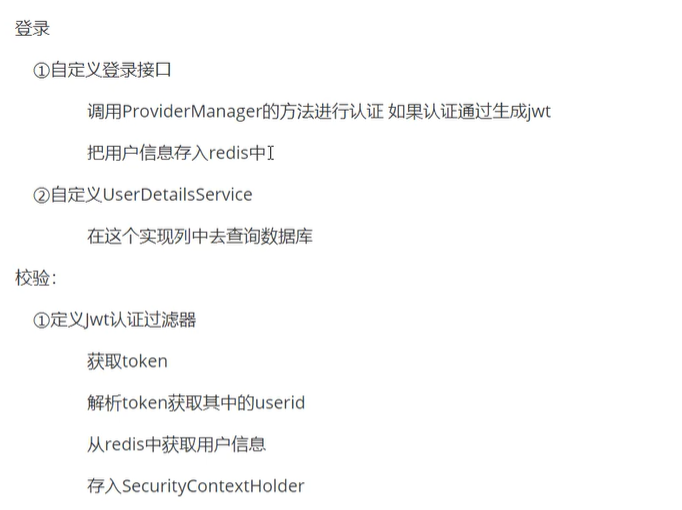 登录
①自定义登录接口
调用ProviderManager的方法进行认证 如果认证通过生成jwt
把用户信息存入redis中
②自定义UserDetailsService
在这个实现列中去查询数据库
校验：
①定义Jwt认证过滤器
获取token
解析token获取其中的userid
从redis中获取用户信息
存入SecurityContextHolder